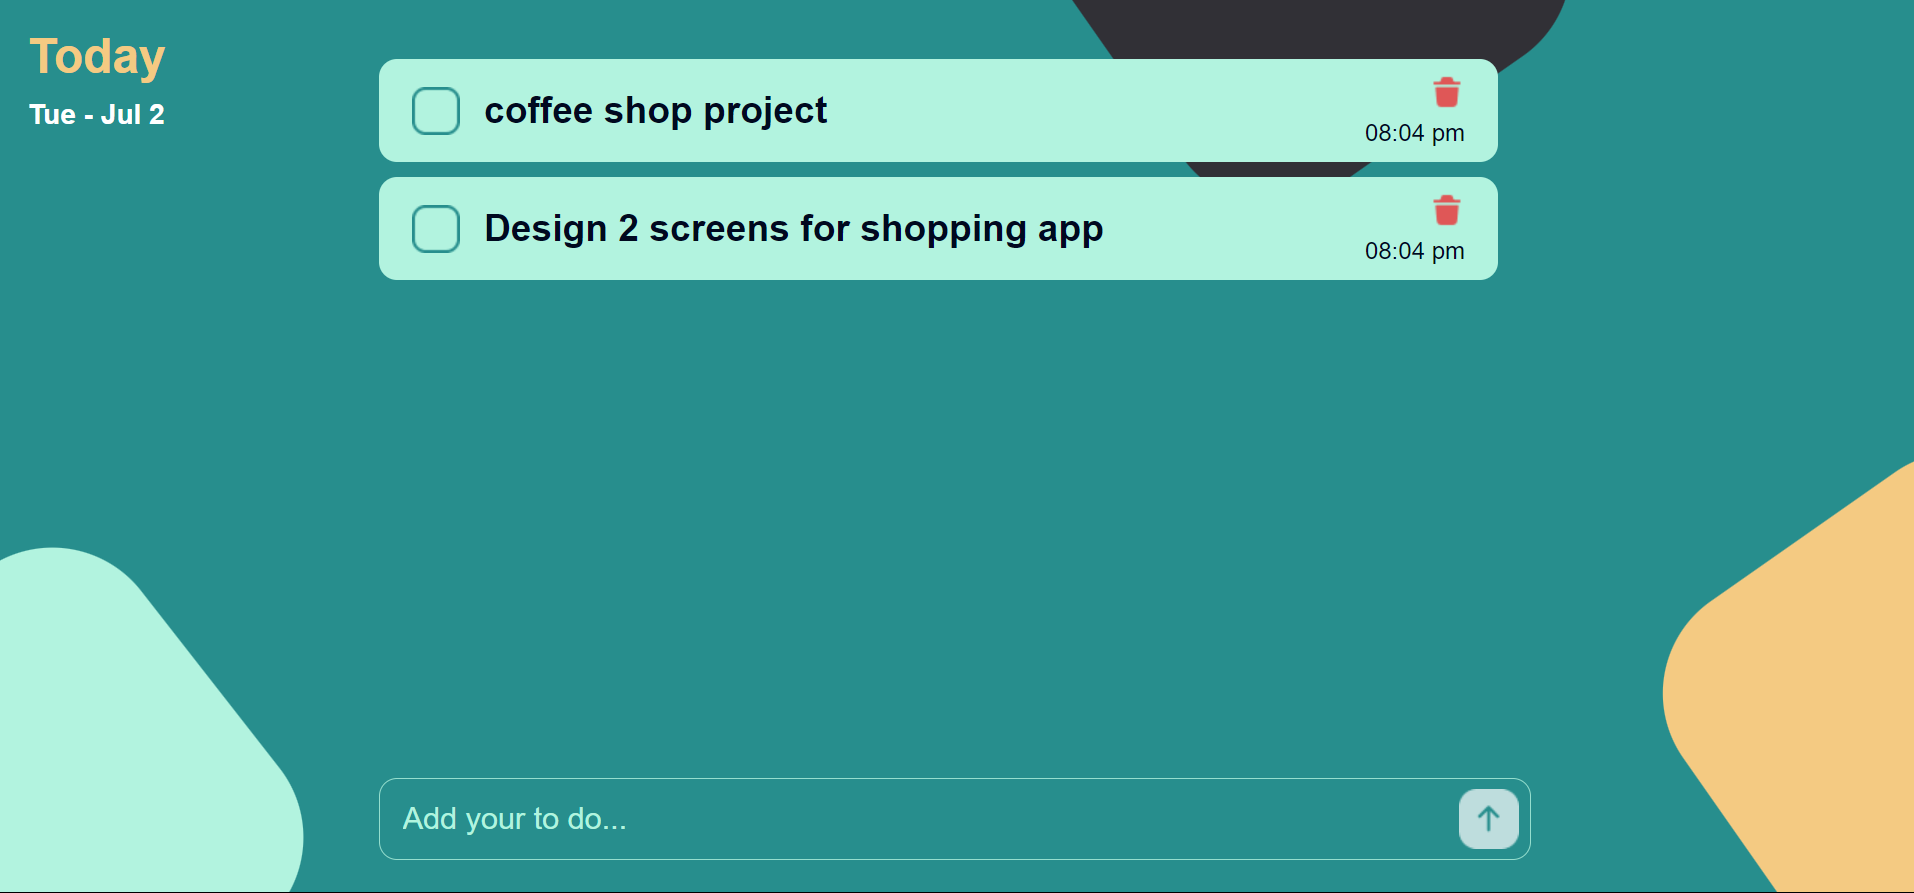 Today
Tue - Jul 2
coffee shop project
08:04 pm
Design 2 screens for shopping app
08:04 pm
Add your to do...